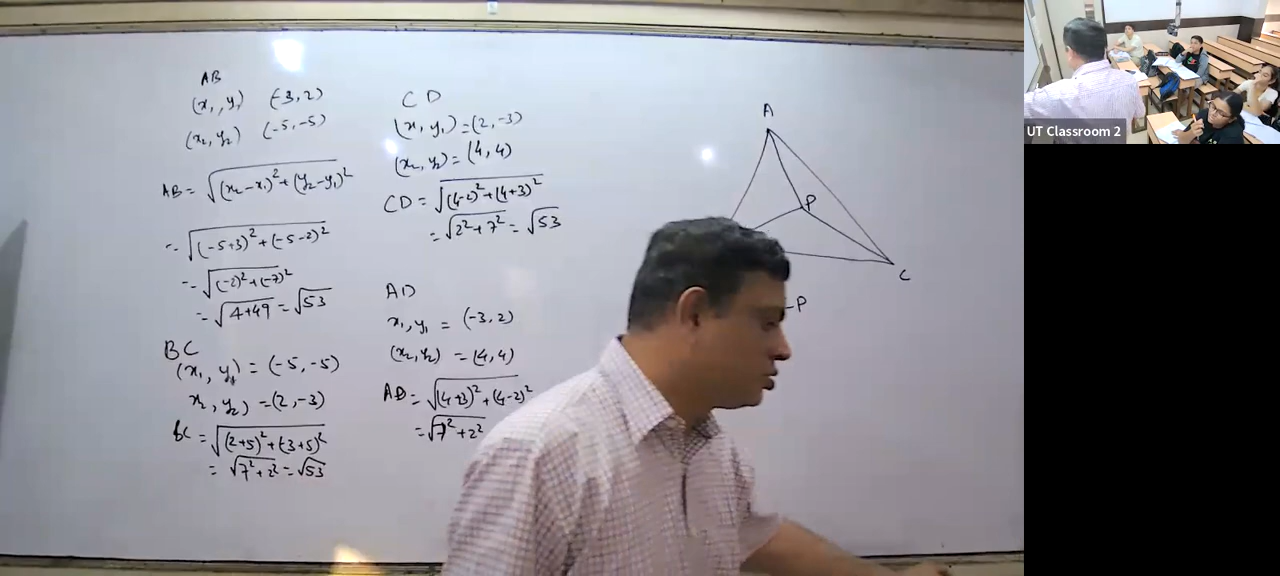 AB
(x₁, y₁) (-3, 2)
(x₂, y₂) (-5, -5)
AB = √((x₂-x₁)² + (y₂-y₁)²
= √(-5+3)² + (-5-2)²
= √(-2)² + (-7)²
= √4+49 = √53
BC
(x₁, y₁) = (-5, -5)
x₂, y₂) = (2, -3)
BC = √(2+5)² + (-3+5)²
= √7² + 2² = √53
CD
(x₁, y₁) = (2, -3)
(x₂, y₂) = (4, 4)
CD = √(4-2)² + (4+3)²
= √2² + 7² = √53
AD
x₁, y₁ = (-3, 2)
(x₂, y₂) = (4, 4)
AD = √(4+3)² + (4-2)²
= √7² + 2²
A
P
C
P
UT Classroom 2